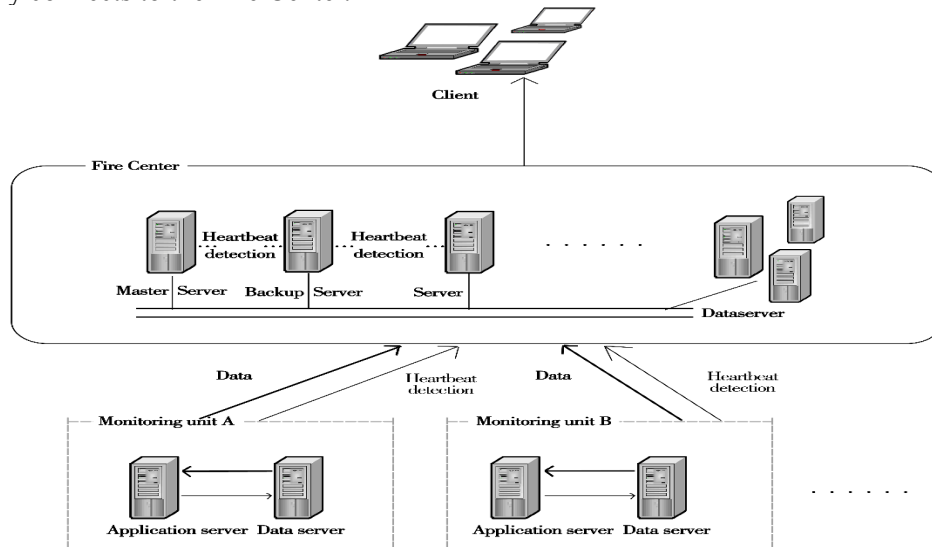 Client
Fire Center
Heartbeat detection
Heartbeat detection
Master Server
Backup Server
Server
Dataserver
Data
Heartbeat detection
Data
Heartbeat detection
Monitoring unit A
Monitoring unit B
Application server
Data server
Application server
Data server